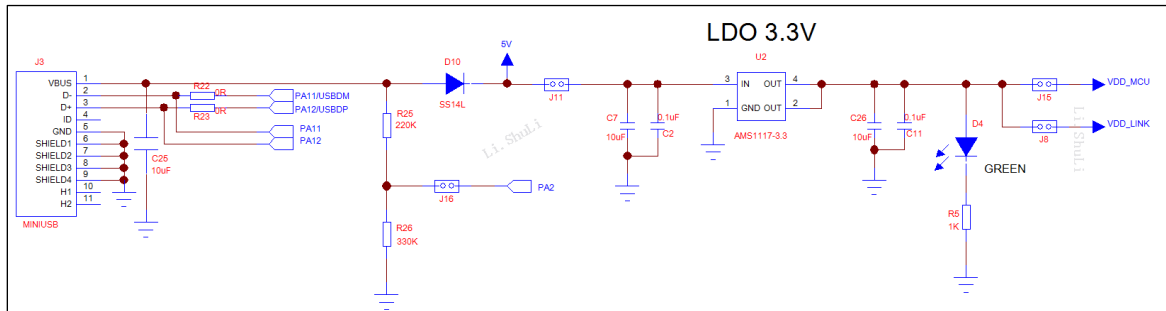 LDO 3.3V
J3
VBUS
1
D-
2
D+
3
ID
4
GND
5
SHIELD1
6
SHIELD2
7
SHIELD3
8
SHIELD4
9
H1
10
H2
11
MINIUSB
C25
10uF
R22
0R
R23
0R
PA11/USBDM
PA12/USBDP
PA11
PA12
D10
SS14L
5V
R25
220K
J16
PA2
R26
330K
J11
Li.ShuLi
C7
10uF
0.1uF
C2
U2
3
IN
OUT
4
1
GND
OUT
2
AMS1117-3.3
C26
10uF
0.1uF
C11
D4
GREEN
R5
1K
J15
VDD_MCU
J8
VDD_LINK
Li.ShuLi